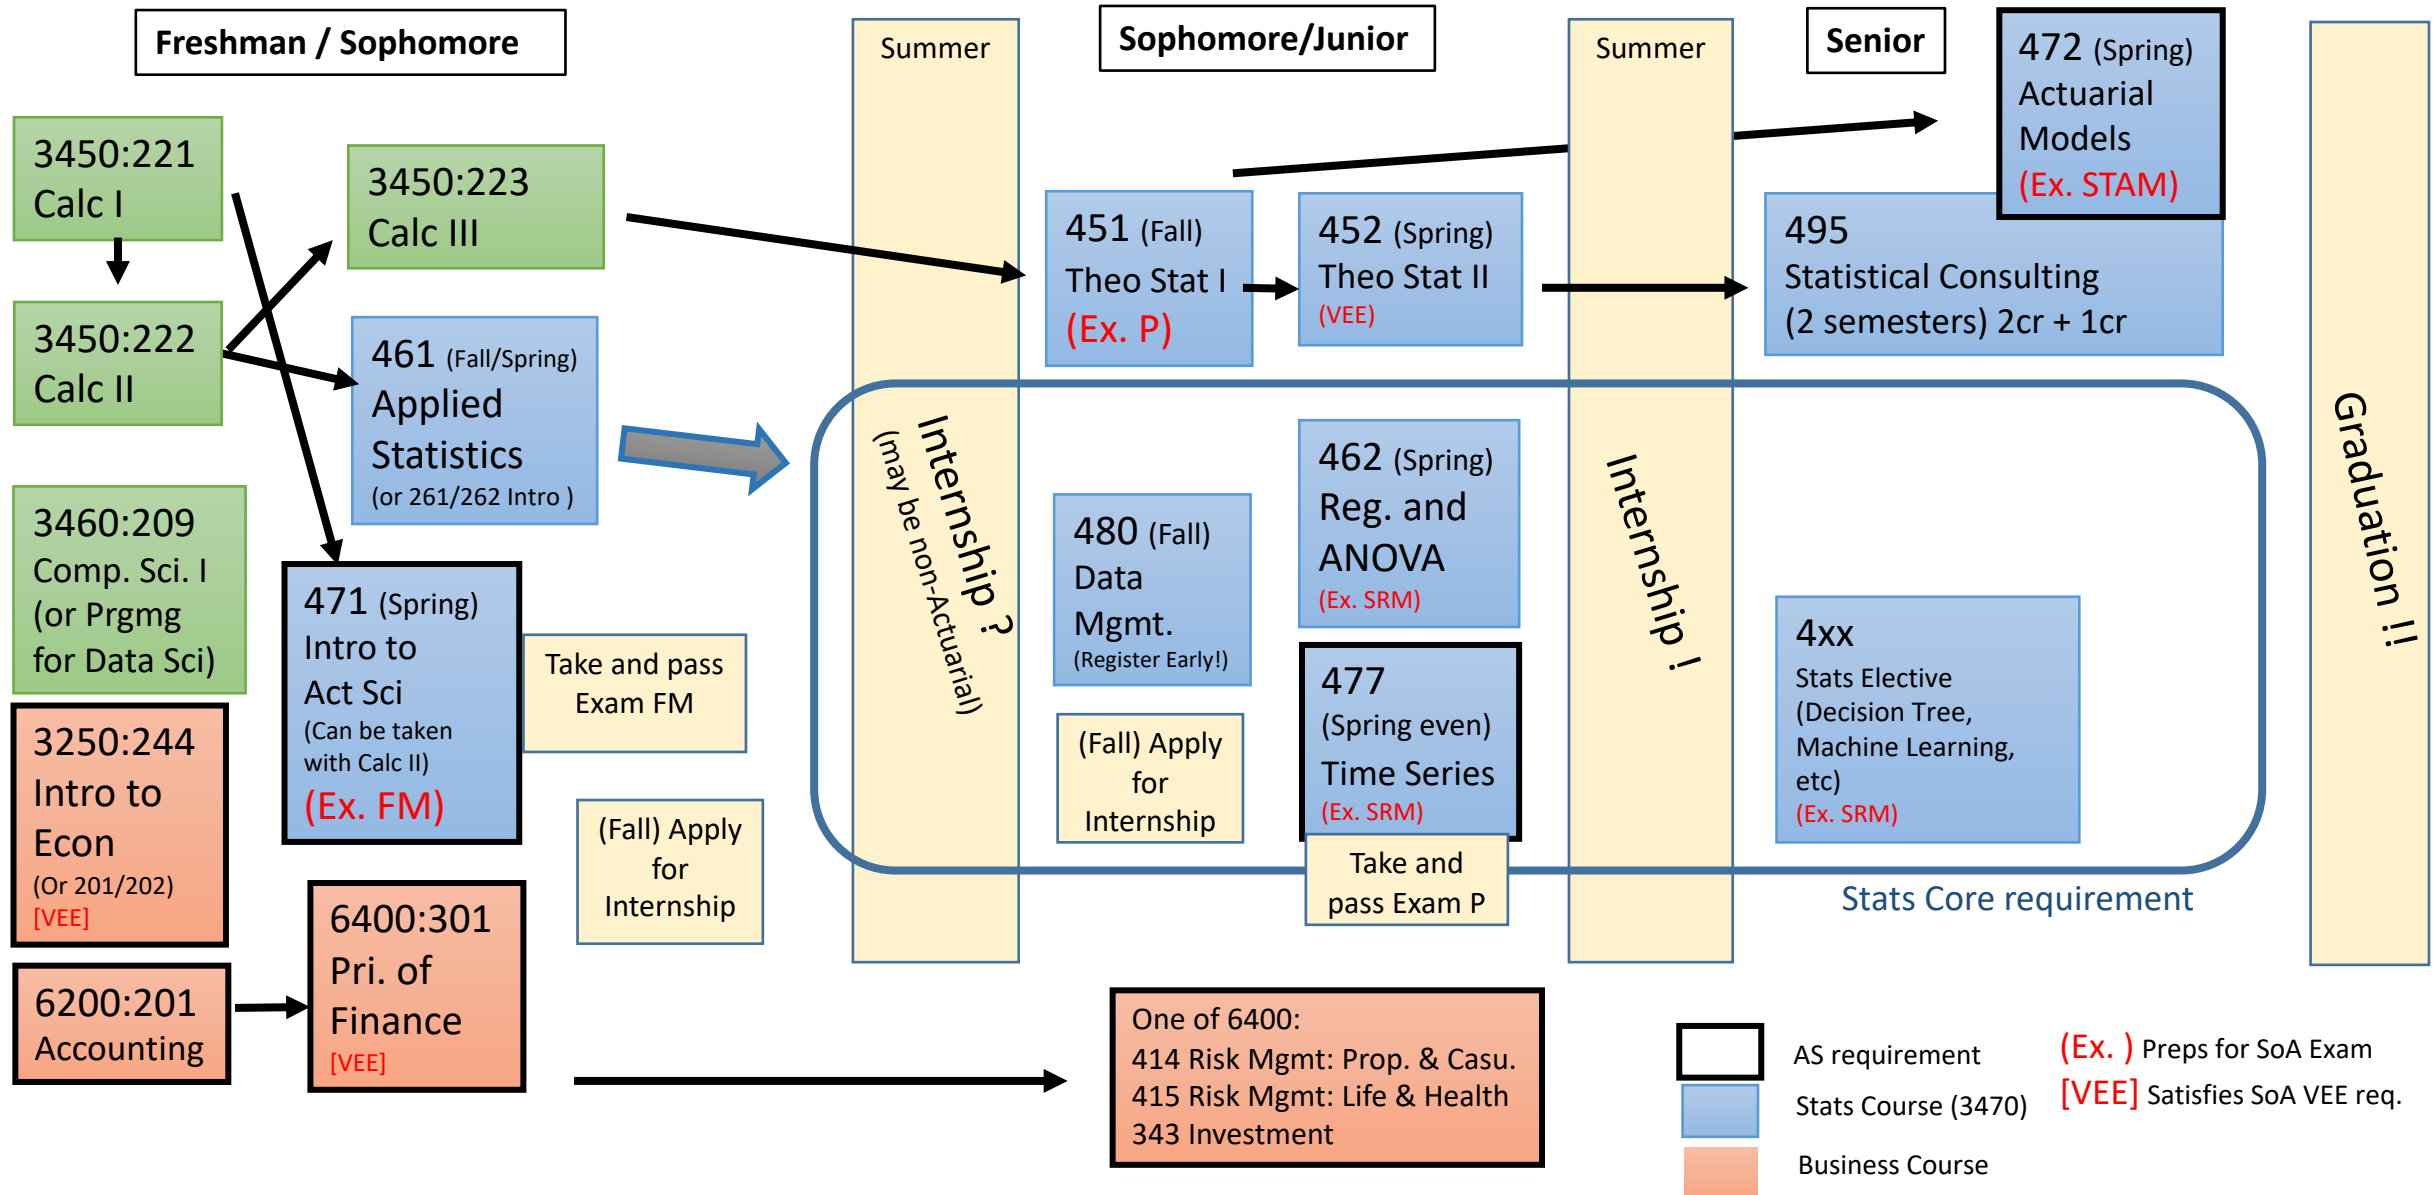 Freshman / Sophomore
Summer
Sophomore/Junior
Summer
Senior
3450:221
Calc I
3450:222
Calc II
3450:223
Calc III
461 (Fall/Spring)
Applied
Statistics
(or 261/262 Intro )
3460:209
Comp. Sci. I
(or Prgmg
for Data Sci)
471 (Spring)
Intro to
Act Sci
(Can be taken
with Calc II)
(Ex. FM)
Take and pass
Exam FM
3250:244
Intro to
Econ
(Or 201/202)
[VEE]
(Fall) Apply
for
Internship
6200:201
Accounting
6400:301
Pri. of
Finance
[VEE]
Internship ?
(may be non-Actuarial)
451 (Fall)
Theo Stat I
(Ex. P)
452 (Spring)
Theo Stat II
(VEE)
480 (Fall)
Data
Mgmt.
(Register Early!)
462 (Spring)
Reg. and
ANOVA
(Ex. SRM)
(Fall) Apply
for
Internship
477
(Spring even)
Time Series
(Ex. SRM)
Take and
pass Exam P
Internship !
472 (Spring)
Actuarial
Models
(Ex. STAM)
495
Statistical Consulting
(2 semesters) 2cr + 1cr
4xx
Stats Elective
(Decision Tree,
Machine Learning,
etc)
(Ex. SRM)
Stats Core requirement
Graduation !!
One of 6400:
414 Risk Mgmt: Prop. & Casu.
415 Risk Mgmt: Life & Health
343 Investment
AS requirement
Stats Course (3470)
Business Course
(Ex. ) Preps for SoA Exam
[VEE] Satisfies SoA VEE req.